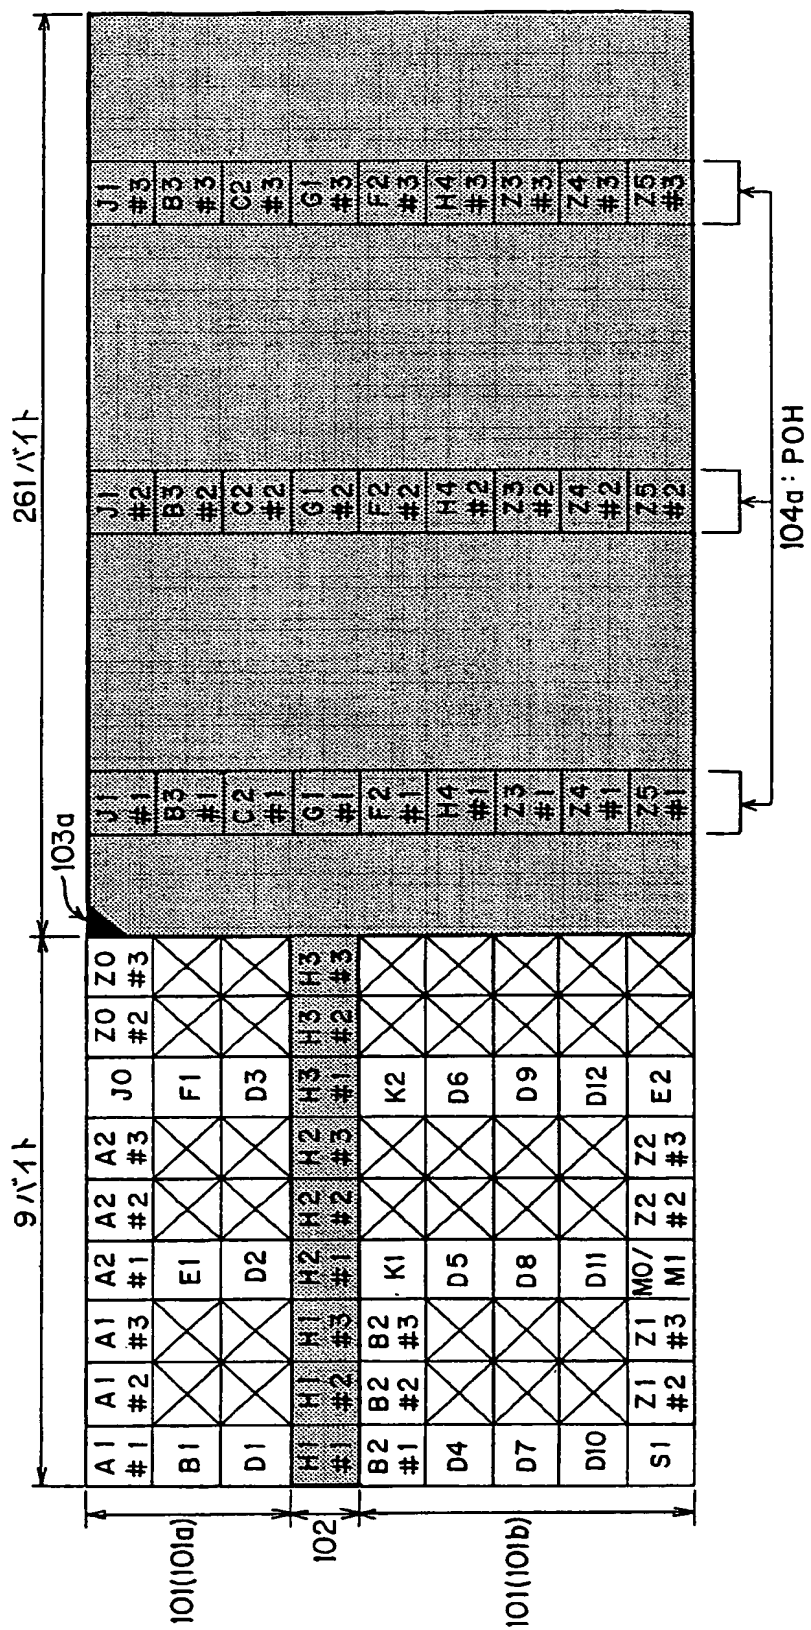 9バイト
261バイト
103a
101(101a)
102
101(101b)
A1 #1 A1 #2 A1 #3 A2 #1 A2 #2 A2 #3 J0 Z0 #2 Z0 #3 J1 #1 J1 #2 J1 #3
B1 E1 F1 B3 #1 B3 #2 B3 #3
D1 D2 D3 C2 #1 C2 #2 C2 #3
H1 #1 H1 #2 H1 #3 H2 #1 H2 #2 H2 #3 H3 #1 H3 #2 H3 #3 G1 #1 G1 #2 G1 #3
B2 #1 B2 #2 B2 #3 K1 K2 F2 #1 F2 #2 F2 #3
D4 D5 D6 H4 #1 H4 #2 H4 #3
D7 D8 D9 Z3 #1 Z3 #2 Z3 #3
D10 D11 D12 Z4 #1 Z4 #2 Z4 #3
S1 Z1 #2 Z1 #3 M0/M1 Z2 #2 Z2 #3 E2 Z5 #1 Z5 #2 Z5 #3
104a:POH